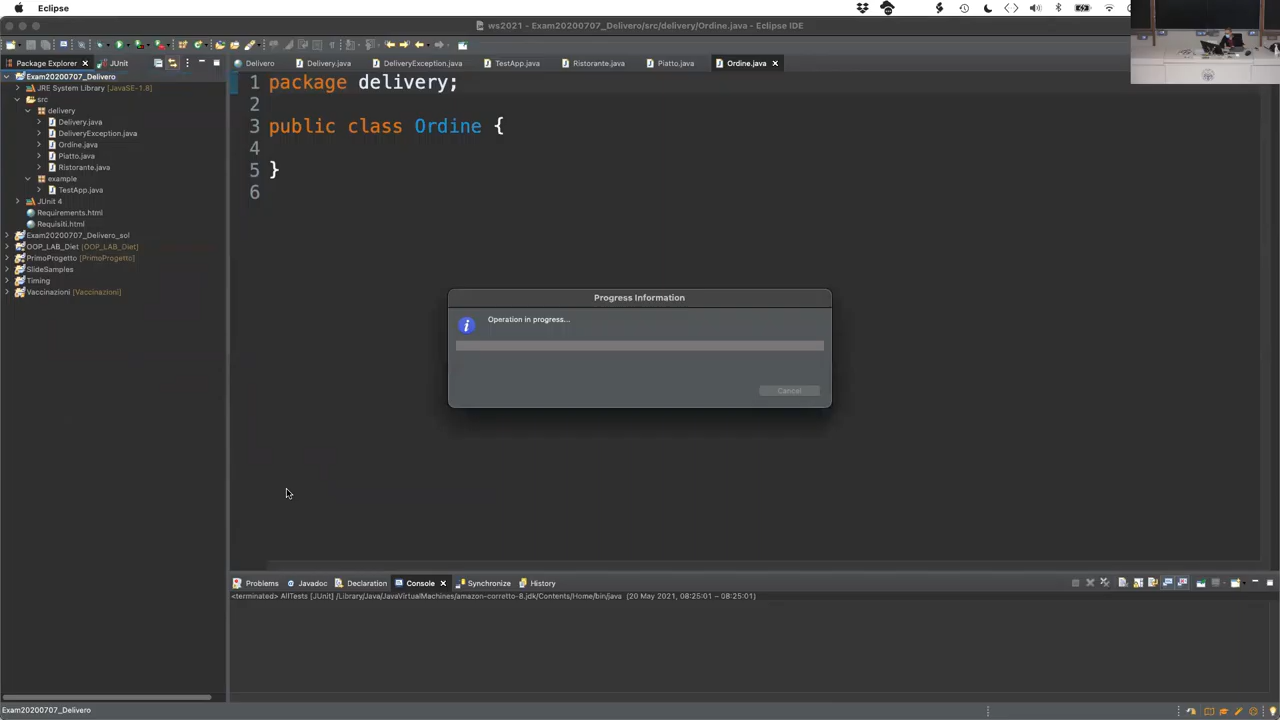 Eclipse
ws2021 - Exam20200707_Delivero/src/delivery/Ordine.java - Eclipse IDE
Package Explorer
JUnit
Delivero
Delivery.java
DeliveryException.java
TestApp.java
Ristorante.java
Piatto.java
Ordine.java
Exam20200707_Delivero
JRE System Library [JavaSE-1.8]
src
delivery
Delivery.java
DeliveryException.java
Ordine.java
Piatto.java
Ristorante.java
example
TestApp.java
JUnit 4
Requirements.html
Requisiti.html
Exam20200707_Delivero_sol
OOP_LAB_Diet [OOP_LAB_Diet]
PrimoProgetto [PrimoProgetto]
SlideSamples
Timing
Vaccinazioni [Vaccinazioni]
1 package delivery;
2
3 public class Ordine {
4
5 }
6
Progress Information
Operation in progress...
Cancel
Problems
Javadoc
Declaration
Console
Synchronize
History
<terminated> AllTests [JUnit] /Library/Java/JavaVirtualMachines/amazon-corretto-8.jdk/Contents/Home/bin/java (20 May 2021, 08:25:01 – 08:25:01)
Exam20200707_Delivero